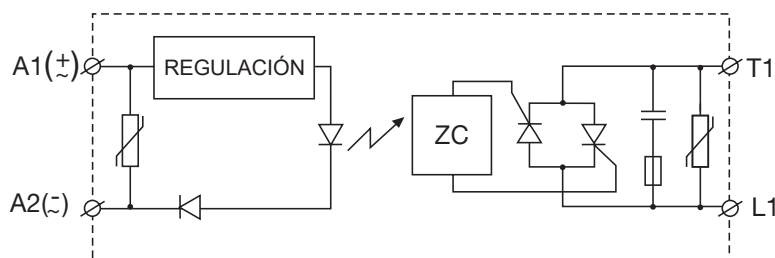 A1(+~)
REGULACIÓN
T1
ZC
A2(-~)
L1